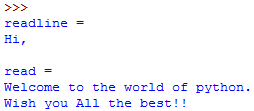 >>>
readline =
Hi,
read =
Welcome to the world of python.
Wish you All the best!!